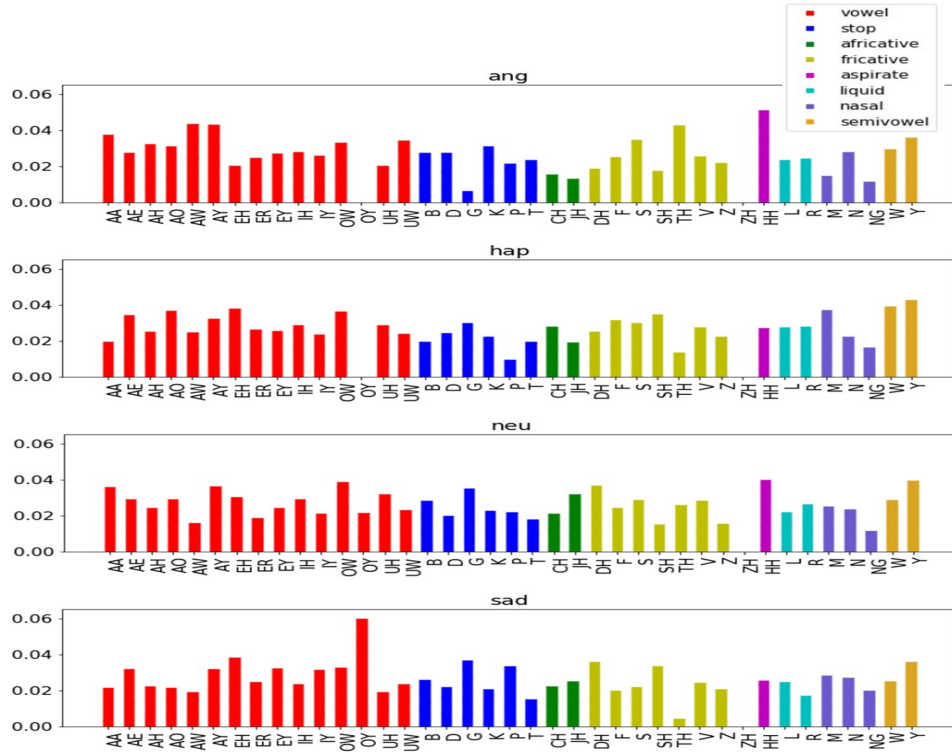 vowel
stop
africative
fricative
aspirate
liquid
nasal
semivowel
ang
0.06
0.04
0.02
0.00
AA AE AH AO AW AY EH ER EY IH IY OW OY UH UW B D G K P T CH JH DH F S SH TH V Z ZH HH L R M N NG W Y
hap
0.06
0.04
0.02
0.00
AA AE AH AO AW AY EH ER EY IH IY OW OY UH UW B D G K P T CH JH DH F S SH TH V Z ZH HH L R M N NG W Y
neu
0.06
0.04
0.02
0.00
AA AE AH AO AW AY EH ER EY IH IY OW OY UH UW B D G K P T CH JH DH F S SH TH V Z ZH HH L R M N NG W Y
sad
0.06
0.04
0.02
0.00
AA AE AH AO AW AY EH ER EY IH IY OW OY UH UW B D G K P T CH JH DH F S SH TH V Z ZH HH L R M N NG W Y